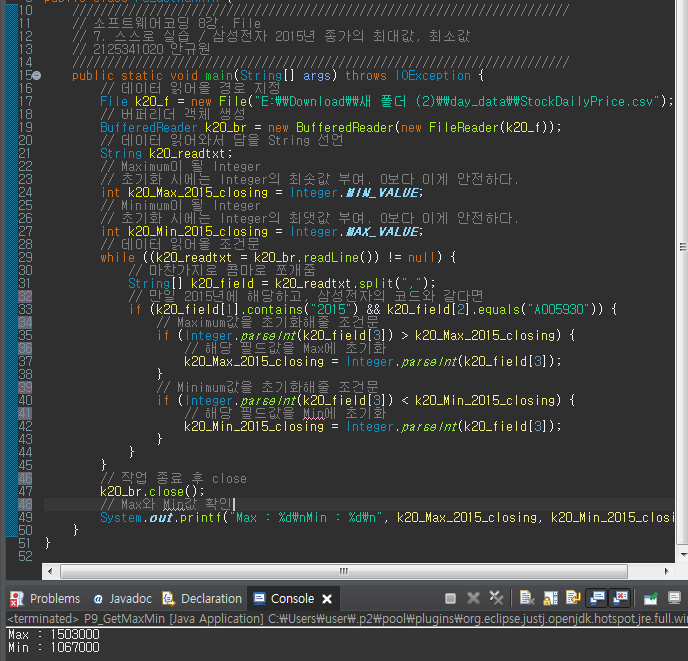 10 //////////////////////////////////////////////////////////////
11 // 소프트웨어코딩 8강. File
12 // 7. 스스로 실습 / 삼성전자 2015년 종가의 최대값, 최소값
13 // 2125341020 안규원
14 //////////////////////////////////////////////////////////////
15 public static void main(String[] args) throws IOException {
16 // 데이터 읽어올 경로 지정
17 File k20_f = new File("E:\\Download\\새 폴더 (2)\\day_data\\StockDailyPrice.csv");
18 // 버퍼리더 객체 생성
19 BufferedReader k20_br = new BufferedReader(new FileReader(k20_f));
20 // 데이터 읽어와서 담을 String 선언
21 String k20_readtxt;
22 // Maximum이 될 Integer
23 // 초기화 시에는 Integer의 최솟값 부여. 0보다 이게 안전하다.
24 int k20_Max_2015_closing = Integer.MIN_VALUE;
25 // Minimum이 될 Integer
26 // 초기화 시에는 Integer의 최댓값 부여. 0보다 이게 안전하다.
27 int k20_Min_2015_closing = Integer.MAX_VALUE;
28 // 데이터 읽어올 조건문
29 while ((k20_readtxt = k20_br.readLine()) != null) {
30 // 마찬가지로 콤마로 쪼개줌
31 String[] k20_field = k20_readtxt.split(",");
32 // 만일 2015년에 해당하고, 삼성전자의 코드와 같다면
33 if (k20_field[1].contains("2015") && k20_field[2].equals("A005930")) {
34 // Maximum값을 초기화해줄 조건문
35 if (Integer.parseInt(k20_field[3]) > k20_Max_2015_closing) {
36 // 해당 필드값을 Max에 초기화
37 k20_Max_2015_closing = Integer.parseInt(k20_field[3]);
38 }
39 // Minimum값을 초기화해줄 조건문
40 if (Integer.parseInt(k20_field[3]) < k20_Min_2015_closing) {
41 // 해당 필드값을 Min에 초기화
42 k20_Min_2015_closing = Integer.parseInt(k20_field[3]);
43 }
44 }
45 }
46 // 작업 종료 후 close
47 k20_br.close();
48 // Max와 Min값 확인
49 System.out.printf("Max : %d\nMin : %d\n", k20_Max_2015_closing, k20_Min_2015_closi
50 }
51 }
52
Problems @ Javadoc Declaration Console
<terminated> P9_GetMaxMin [Java Application] C:\Users\user\.p2\pool\plugins\org.eclipse.justj.openjdk.hotspot.jre.full.win
Max : 1503000
Min : 1067000